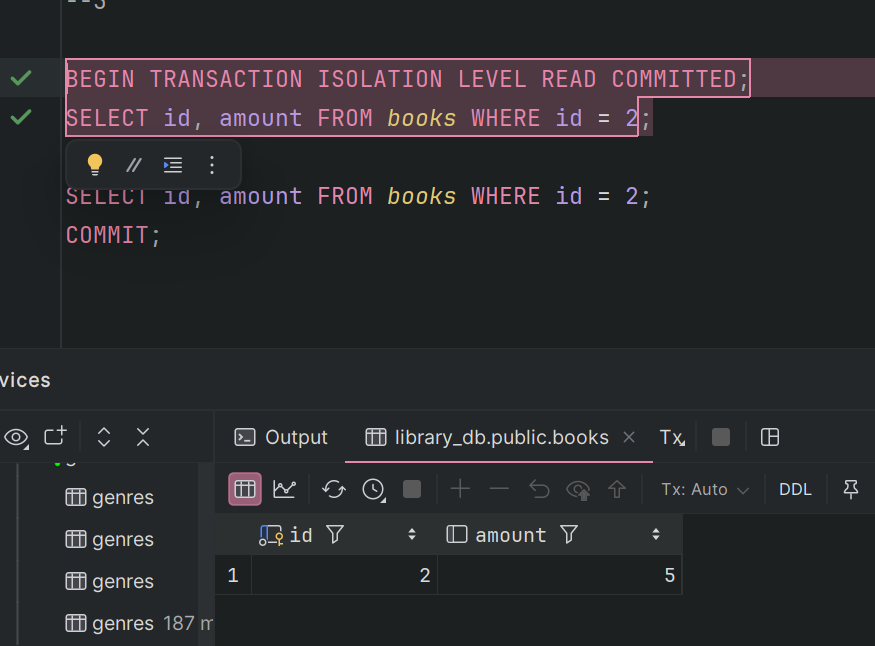 --3
BEGIN TRANSACTION ISOLATION LEVEL READ COMMITTED;
SELECT id, amount FROM books WHERE id = 2;
SELECT id, amount FROM books WHERE id = 2;
COMMIT;
vices
Output library_db.public.books Tx
Tx: Auto DDL
genres
id amount
genres
1 2 5
genres
genres 187 m